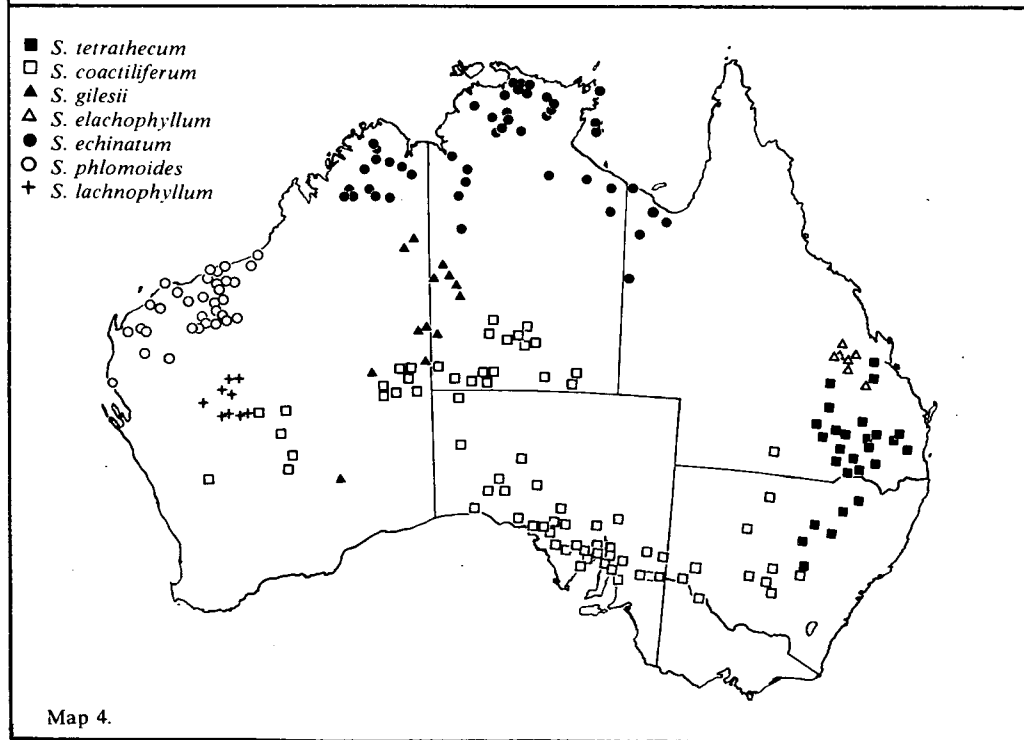 S. tetrathecum
S. coactiliferum
S. gilesii
S. elachophyllum
S. echinatum
S. phlomoides
S. lachnophyllum
Map 4.